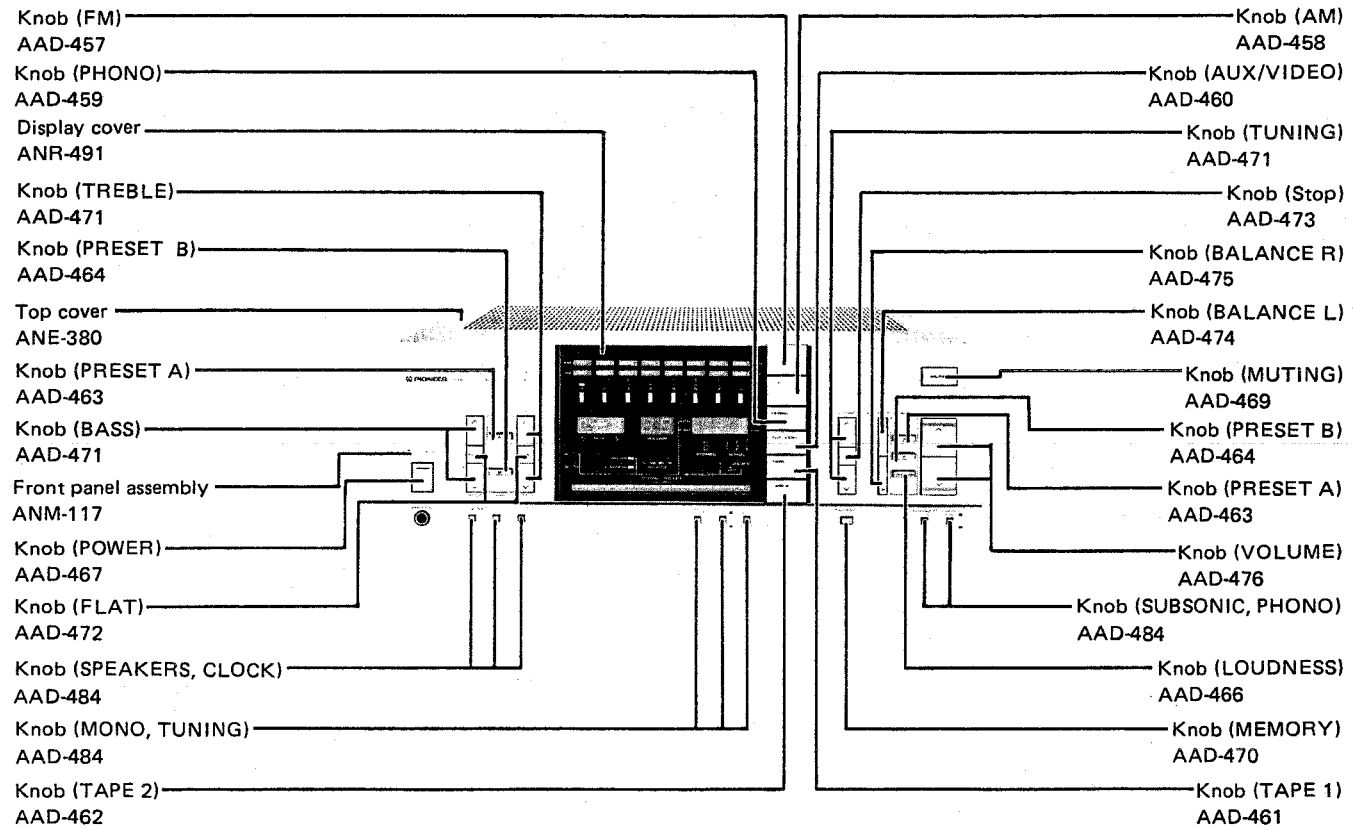 Knob (FM)
AAD-457
Knob (PHONO)
AAD-459
Display cover
ANR-491
Knob (TREBLE)
AAD-471
Knob (PRESET B)
AAD-464
Top cover
ANE-380
Knob (PRESET A)
AAD-463
Knob (BASS)
AAD-471
Front panel assembly
ANM-117
Knob (POWER)
AAD-467
Knob (FLAT)
AAD-472
Knob (SPEAKERS, CLOCK)
AAD-484
Knob (MONO, TUNING)
AAD-484
Knob (TAPE 2)
AAD-462
PIONEER
Knob (AM)
AAD-458
Knob (AUX/VIDEO)
AAD-460
Knob (TUNING)
AAD-471
Knob (Stop)
AAD-473
Knob (BALANCE R)
AAD-475
Knob (BALANCE L)
AAD-474
Knob (MUTING)
AAD-469
Knob (PRESET B)
AAD-464
Knob (PRESET A)
AAD-463
Knob (VOLUME)
AAD-476
Knob (SUBSONIC, PHONO)
AAD-484
Knob (LOUDNESS)
AAD-466
Knob (MEMORY)
AAD-470
Knob (TAPE 1)
AAD-461